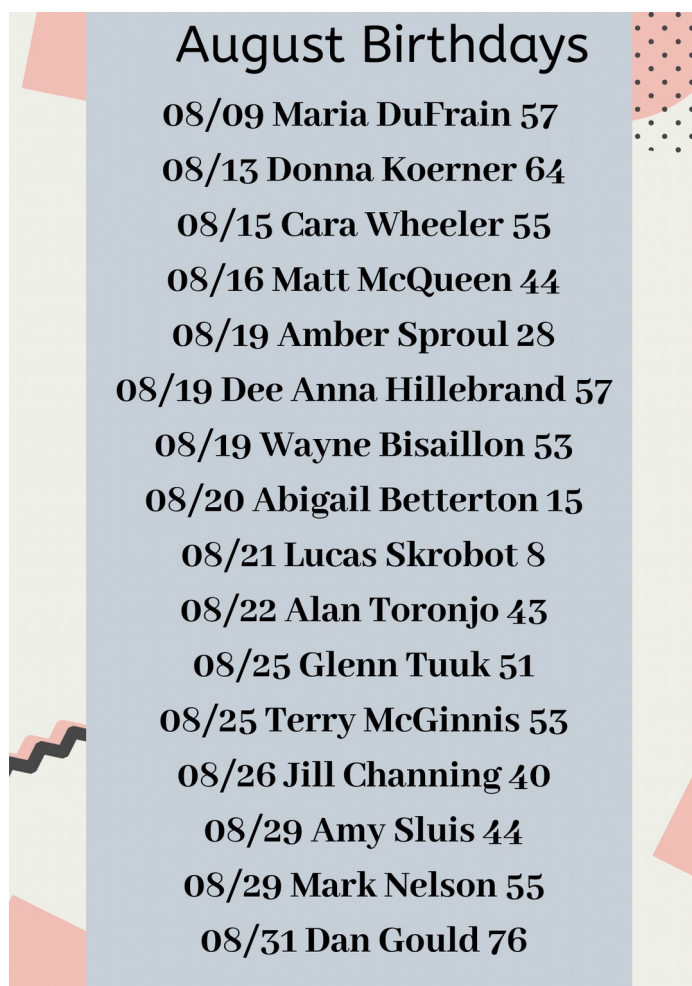 August Birthdays
08/09 Maria DuFrain 57
08/13 Donna Koerner 64
08/15 Cara Wheeler 55
08/16 Matt McQueen 44
08/19 Amber Sproul 28
08/19 Dee Anna Hillebrand 57
08/19 Wayne Bisaillon 53
08/20 Abigail Betterton 15
08/21 Lucas Skrobot 8
08/22 Alan Toronjo 43
08/25 Glenn Tuuk 51
08/25 Terry McGinnis 53
08/26 Jill Channing 40
08/29 Amy Sluis 44
08/29 Mark Nelson 55
08/31 Dan Gould 76